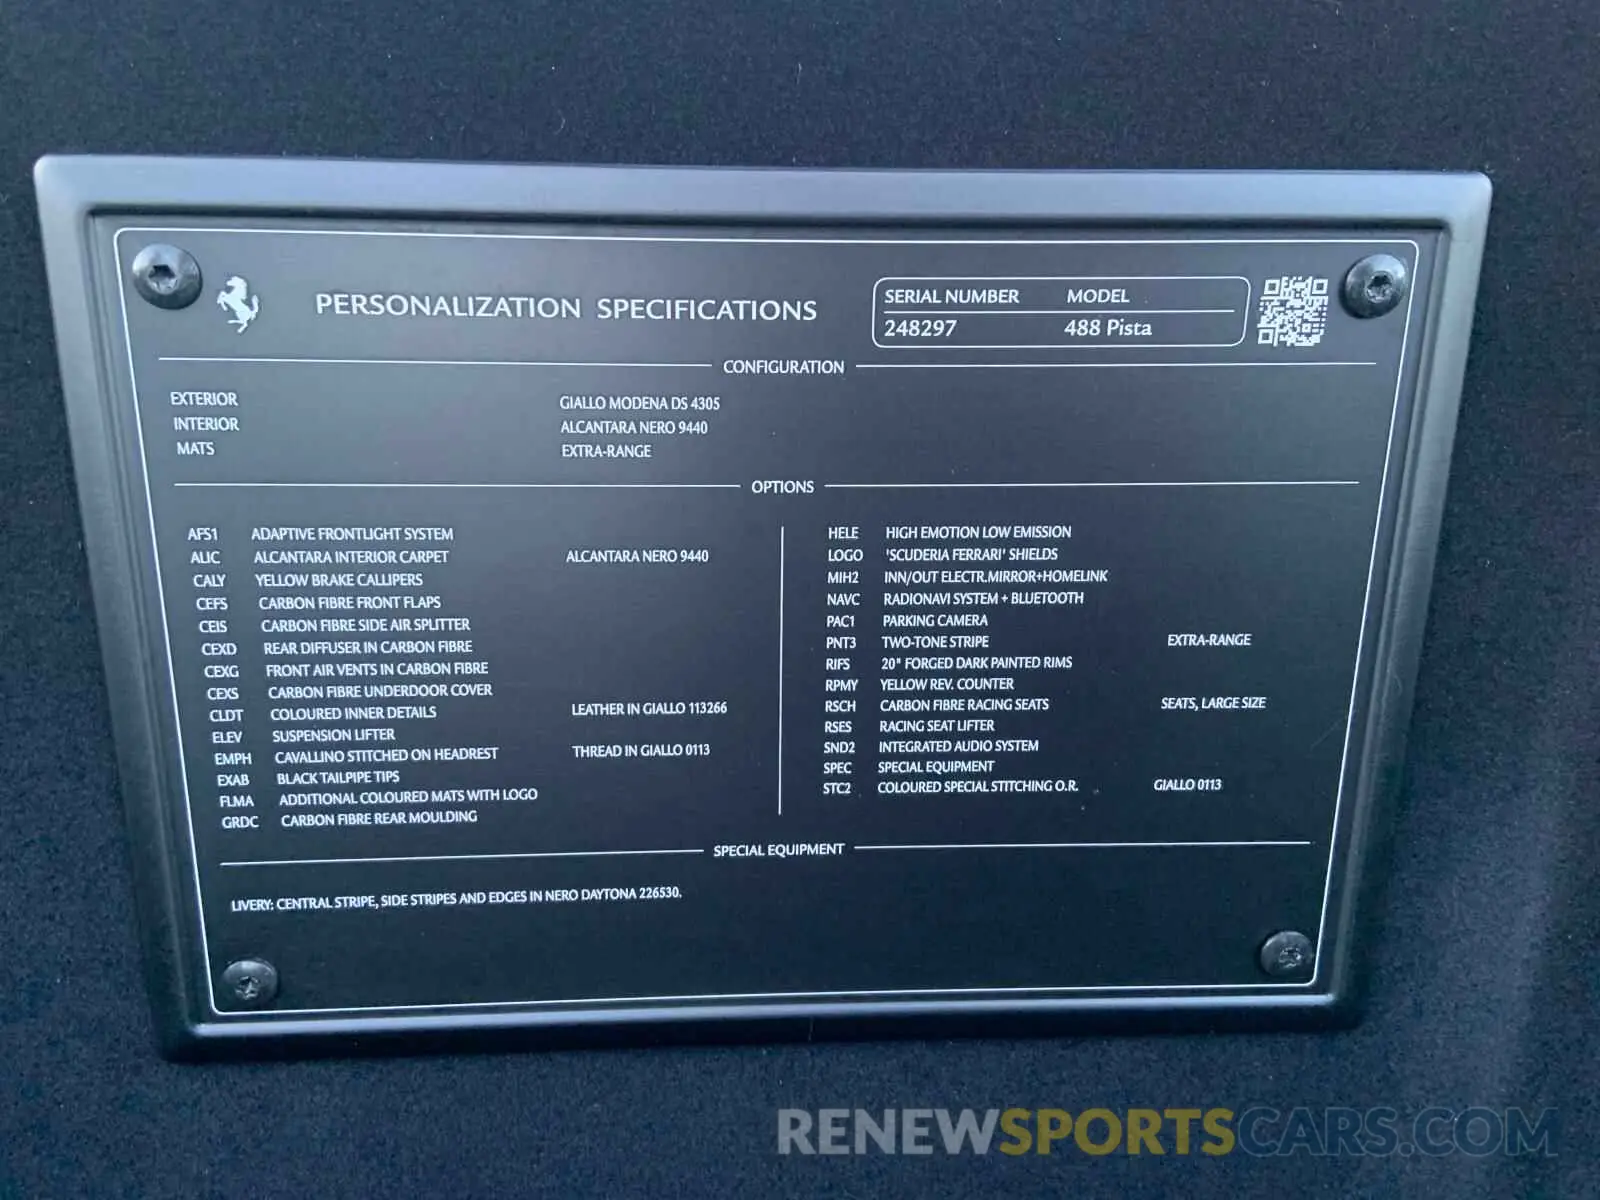 PERSONALIZATION SPECIFICATIONS
SERIAL NUMBER MODEL
248297 488 Pista
CONFIGURATION
EXTERIOR GIALLO MODENA DS 4305
INTERIOR ALCANTARA NERO 9440
MATS EXTRA-RANGE
OPTIONS
AFS1 ADAPTIVE FRONTLIGHT SYSTEM
ALIC ALCANTARA INTERIOR CARPET ALCANTARA NERO 9440
CALY YELLOW BRAKE CALLIPERS
CEFS CARBON FIBRE FRONT FLAPS
CEIS CARBON FIBRE SIDE AIR SPLITTER
CEXD REAR DIFFUSER IN CARBON FIBRE
CEXG FRONT AIR VENTS IN CARBON FIBRE
CEXS CARBON FIBRE UNDERDOOR COVER
CLDT COLOURED INNER DETAILS LEATHER IN GIALLO 113266
ELEV SUSPENSION LIFTER
EMPH CAVALLINO STITCHED ON HEADREST THREAD IN GIALLO 0113
EXAB BLACK TAILPIPE TIPS
FLMA ADDITIONAL COLOURED MATS WITH LOGO
GRDC CARBON FIBRE REAR MOULDING
HELE HIGH EMOTION LOW EMISSION
LOGO 'SCUDERIA FERRARI' SHIELDS
MIH2 INN/OUT ELECTR.MIRROR+HOMELINK
NAVC RADIONAVI SYSTEM + BLUETOOTH
PAC1 PARKING CAMERA
PNT3 TWO-TONE STRIPE EXTRA-RANGE
RIFS 20" FORGED DARK PAINTED RIMS
RPMY YELLOW REV. COUNTER
RSCH CARBON FIBRE RACING SEATS SEATS, LARGE SIZE
RSES RACING SEAT LIFTER
SND2 INTEGRATED AUDIO SYSTEM
SPEC SPECIAL EQUIPMENT
STC2 COLOURED SPECIAL STITCHING O.R. GIALLO 0113
SPECIAL EQUIPMENT
LIVERY: CENTRAL STRIPE, SIDE STRIPES AND EDGES IN NERO DAYTONA 226530.
RENEWSPORTSCARS.COM